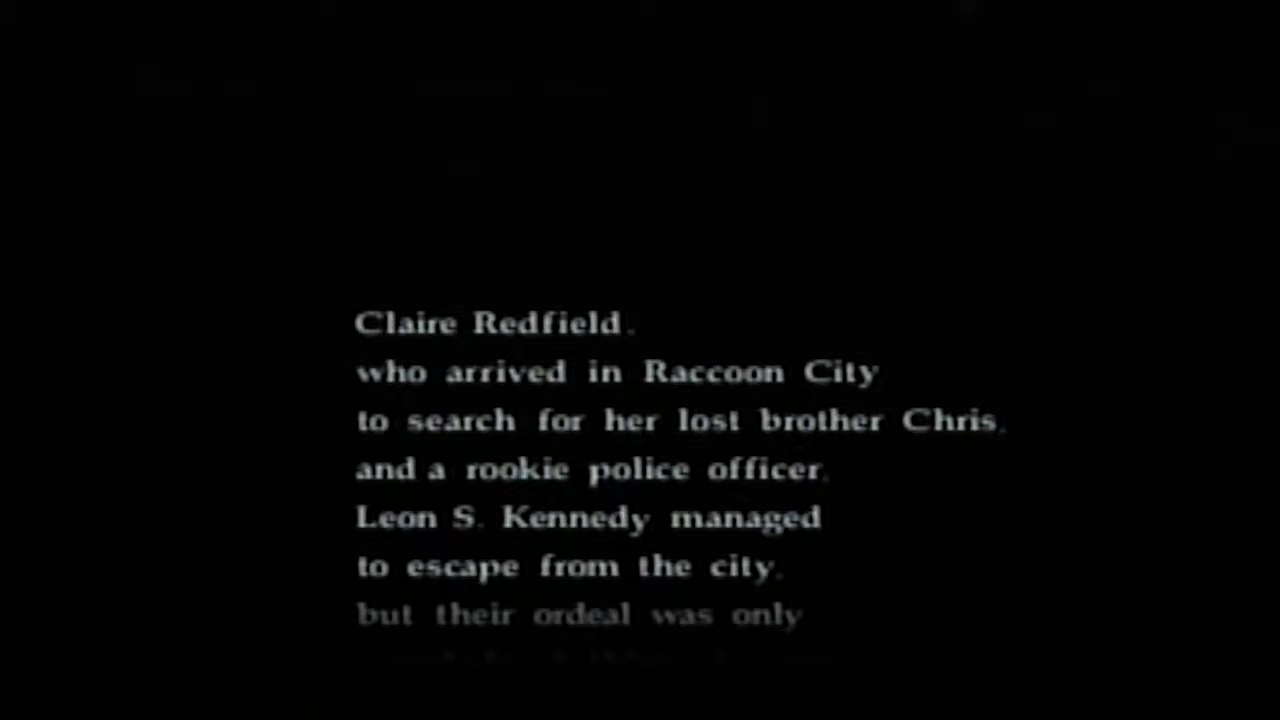 Claire Redfield,
who arrived in Raccoon City
to search for her lost brother Chris,
and a rookie police officer,
Leon S. Kennedy managed
to escape from the city,
but their ordeal was only